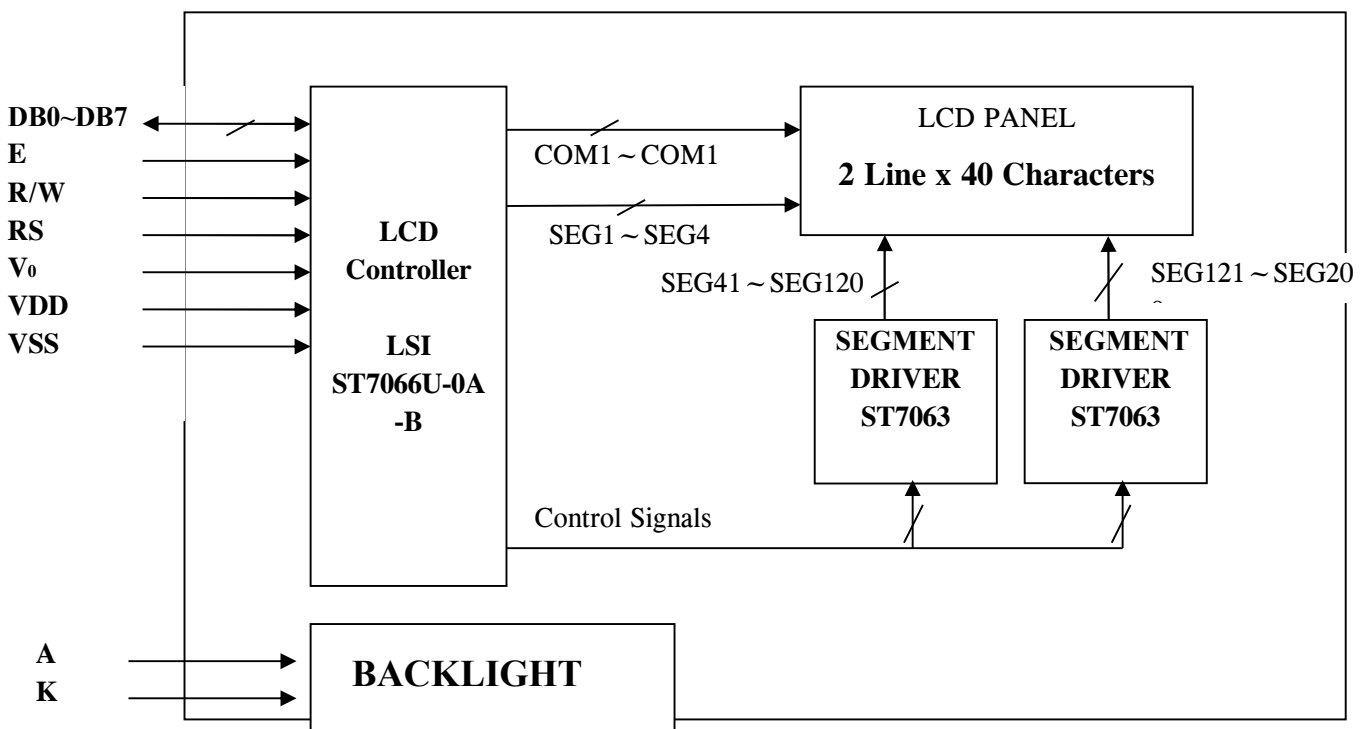 DB0~DB7
E
R/W
RS
V0
VDD
VSS
LCD
Controller
LSI
ST7066U-0A
-B
COM1~COM1
SEG1~SEG4
LCD PANEL
2 Line x 40 Characters
SEG41~SEG120
SEG121~SEG20
SEGMENT
DRIVER
ST7063
SEGMENT
DRIVER
ST7063
Control Signals
A
K
BACKLIGHT